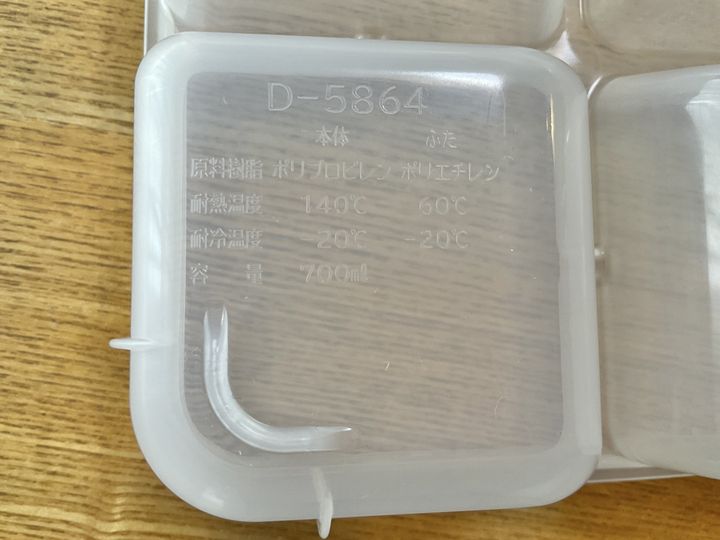 D-5864
本体 ふた
原料樹脂 ポリプロピレン ポリエチレン
耐熱温度 140℃ 60℃
耐冷温度 -20℃ -20℃
容量 700㎖